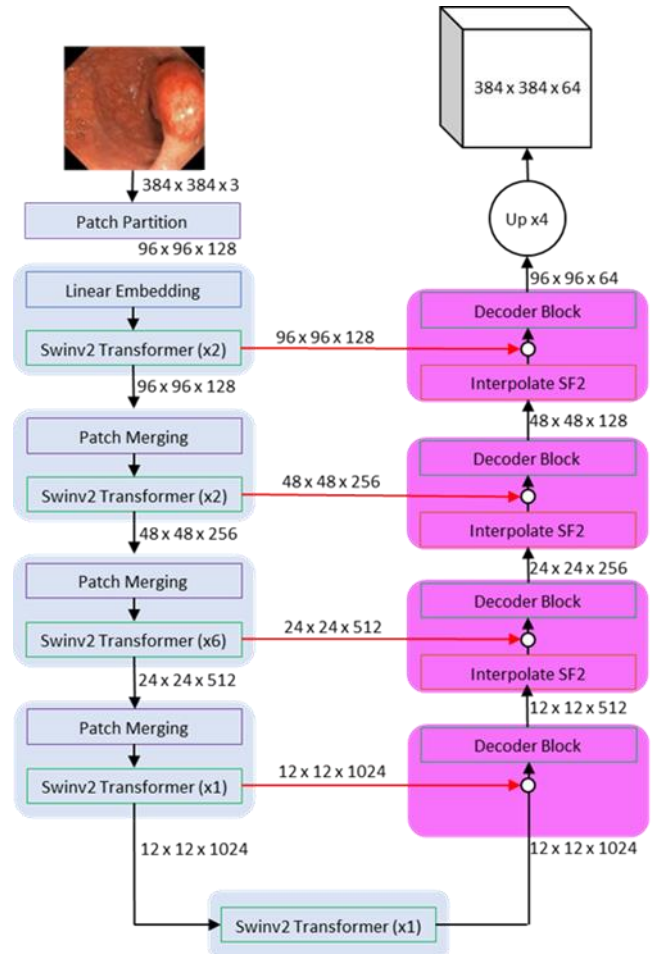 384 x 384 x 3
Patch Partition
96 x 96 x 128
Linear Embedding
Swinv2 Transformer (x2)
96 x 96 x 128
96 x 96 x 128
Patch Merging
Swinv2 Transformer (x2)
48 x 48 x 256
48 x 48 x 256
Patch Merging
Swinv2 Transformer (x6)
24 x 24 x 512
24 x 24 x 512
Patch Merging
Swinv2 Transformer (x1)
12 x 12 x 1024
12 x 12 x 1024
Swinv2 Transformer (x1)
384 x 384 x 64
Up x4
96 x 96 x 64
Decoder Block
Interpolate SF2
48 x 48 x 128
Decoder Block
Interpolate SF2
24 x 24 x 256
Decoder Block
Interpolate SF2
12 x 12 x 512
Decoder Block
12 x 12 x 1024